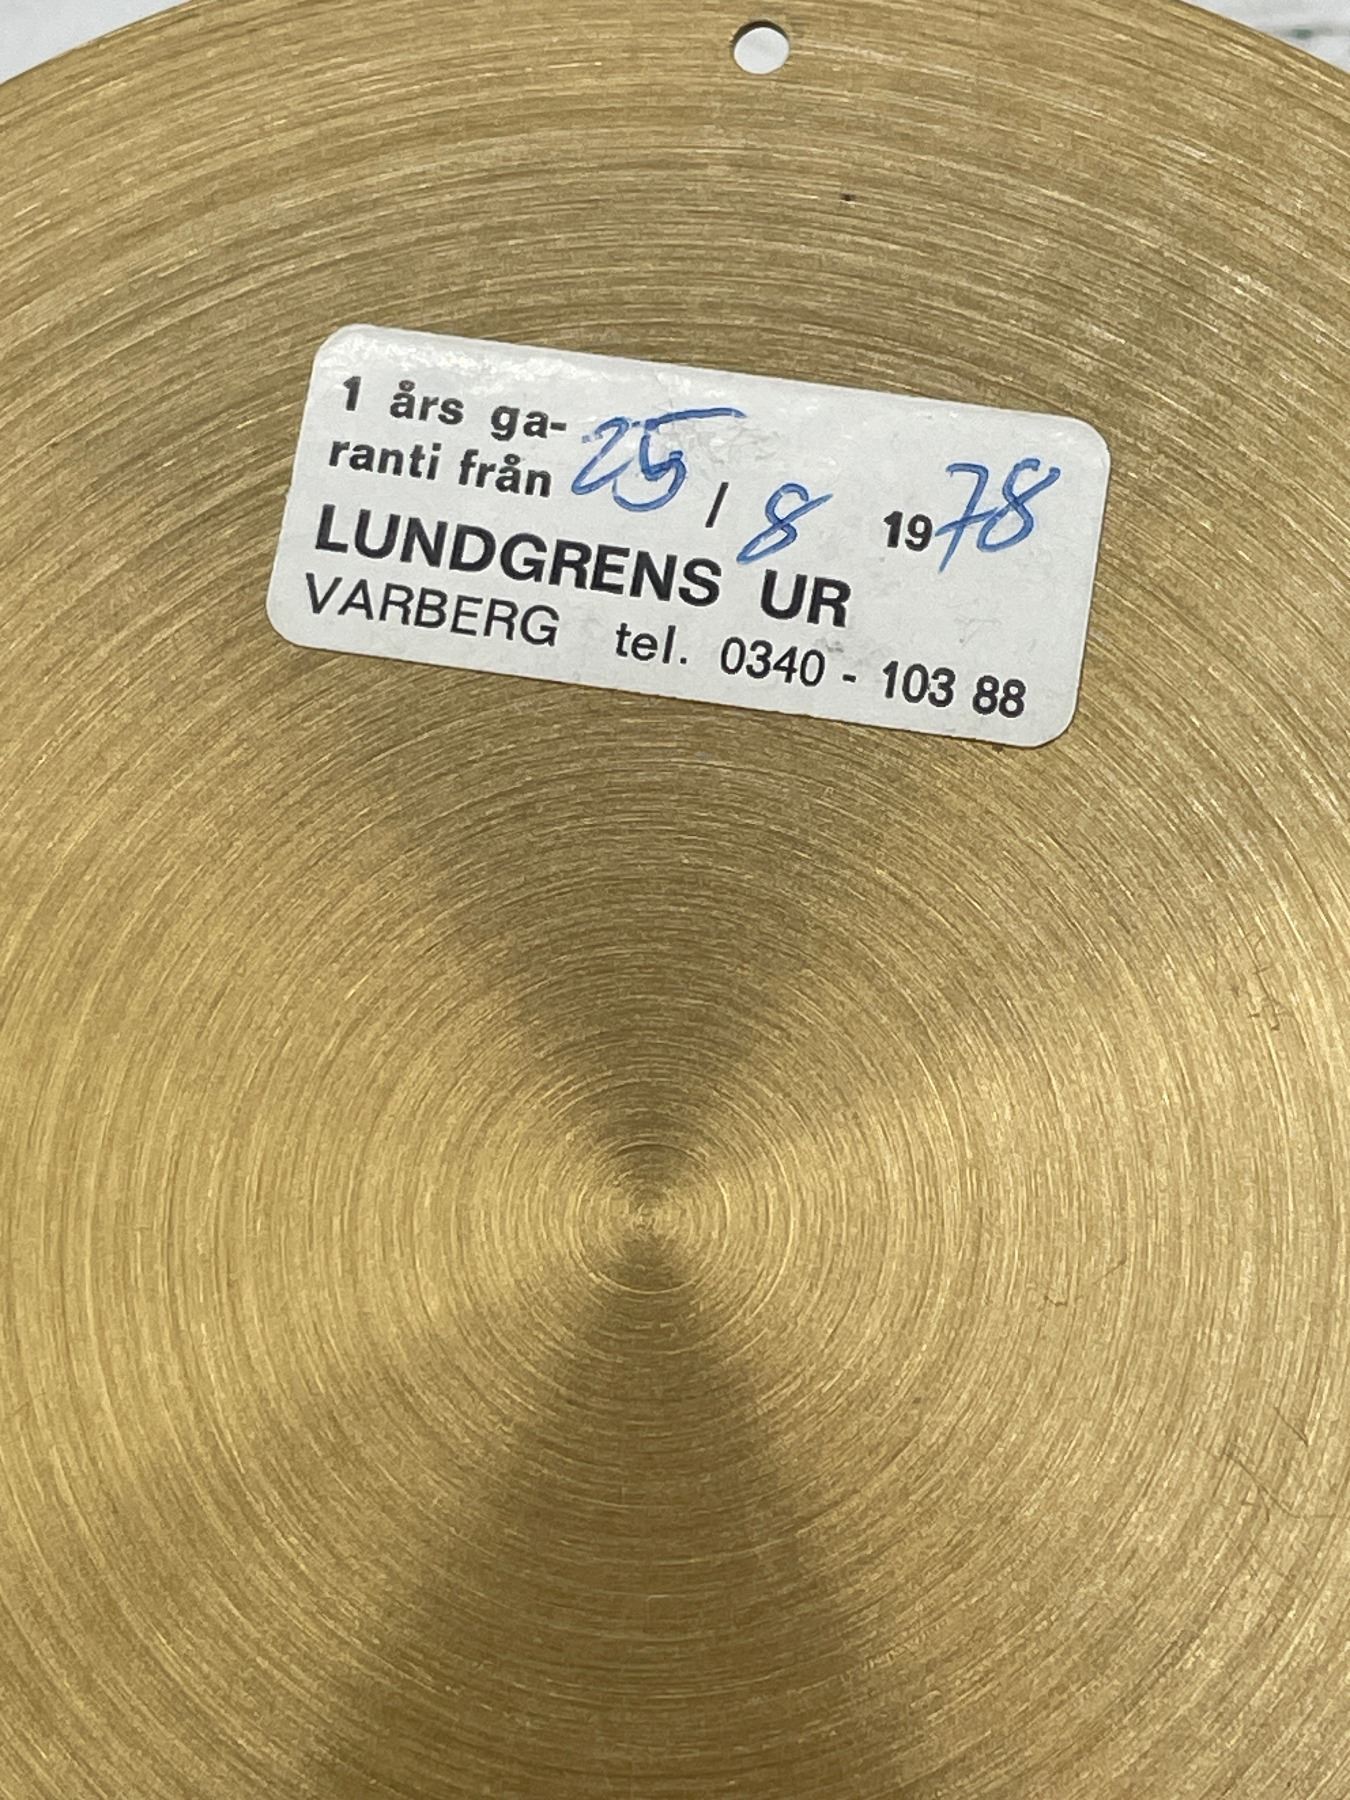 1 års ga-
ranti från 25 / 8 1978
LUNDGRENS UR
VARBERG tel. 0340 - 103 88